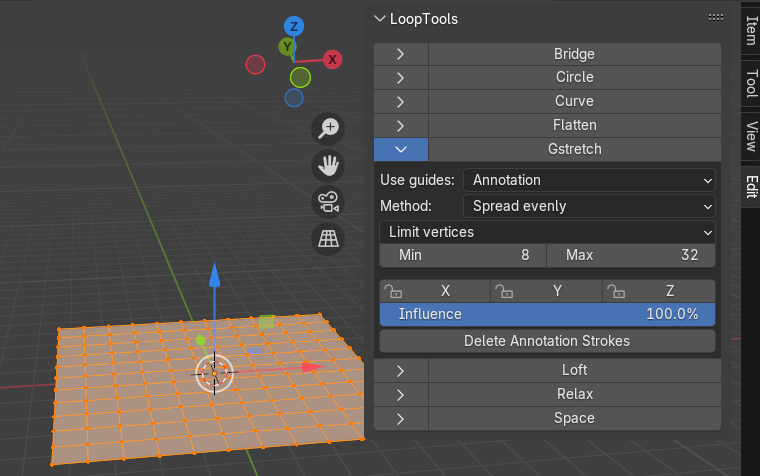 LoopTools
Z
Y
X
Bridge
Circle
Curve
Flatten
Gstretch
Use guides: Annotation
Method: Spread evenly
Limit vertices
Min 8 Max 32
X Y Z
Influence 100.0%
Delete Annotation Strokes
Loft
Relax
Space
Item
Tool
View
Edit